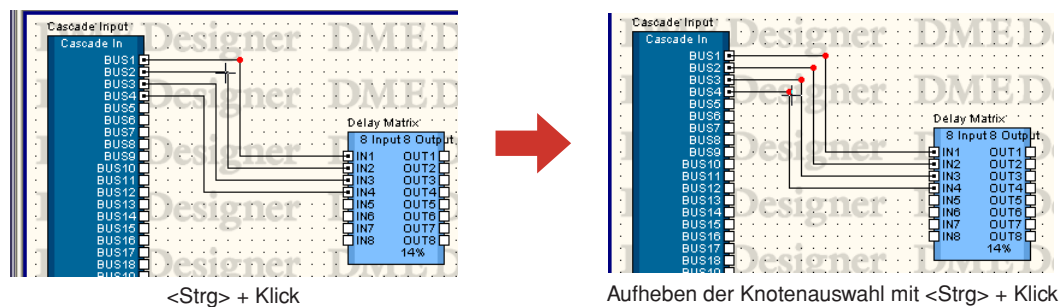 Cascade Input
Cascade In
BUS1
BUS2
BUS3
BUS4
BUS5
BUS6
BUS7
BUS8
BUS9
BUS10
BUS11
BUS12
BUS13
BUS14
BUS15
BUS16
BUS17
BUS18
Delay Matrix
8 Input 8 Output
IN1 OUT1
IN2 OUT2
IN3 OUT3
IN4 OUT4
IN5 OUT5
IN6 OUT6
IN7 OUT7
IN8 OUT8
14%
<Strg> + Klick
Cascade Input
Cascade In
BUS1
BUS2
BUS3
BUS4
BUS5
BUS6
BUS7
BUS8
BUS9
BUS10
BUS11
BUS12
BUS13
BUS14
BUS15
BUS16
BUS17
BUS18
Delay Matrix
8 Input 8 Output
IN1 OUT1
IN2 OUT2
IN3 OUT3
IN4 OUT4
IN5 OUT5
IN6 OUT6
IN7 OUT7
IN8 OUT8
14%
Aufheben der Knotenauswahl mit <Strg> + Klick